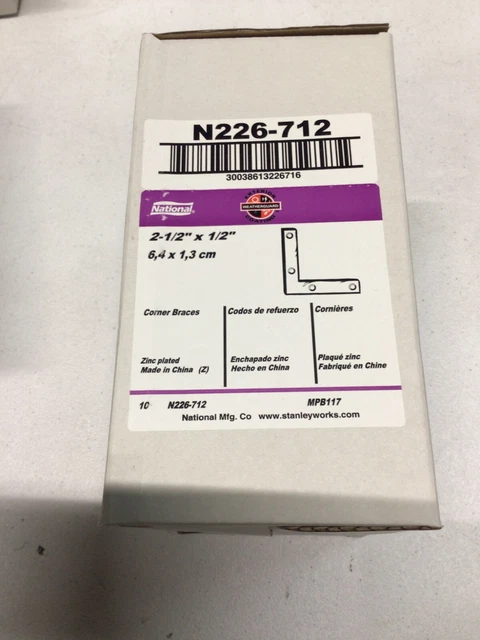 N226-712
30038613226716
National
EXTERIOR
WEATHERGUARD
2-1/2" x 1/2"
6,4 x 1,3 cm
Corner Braces
Codos de refuerzo
Cornières
Zinc plated
Made in China (Z)
Enchapado zinc
Hecho en China
Plaqué zinc
Fabriqué en Chine
10 N226-712 MPB117
National Mfg. Co www.stanleyworks.com